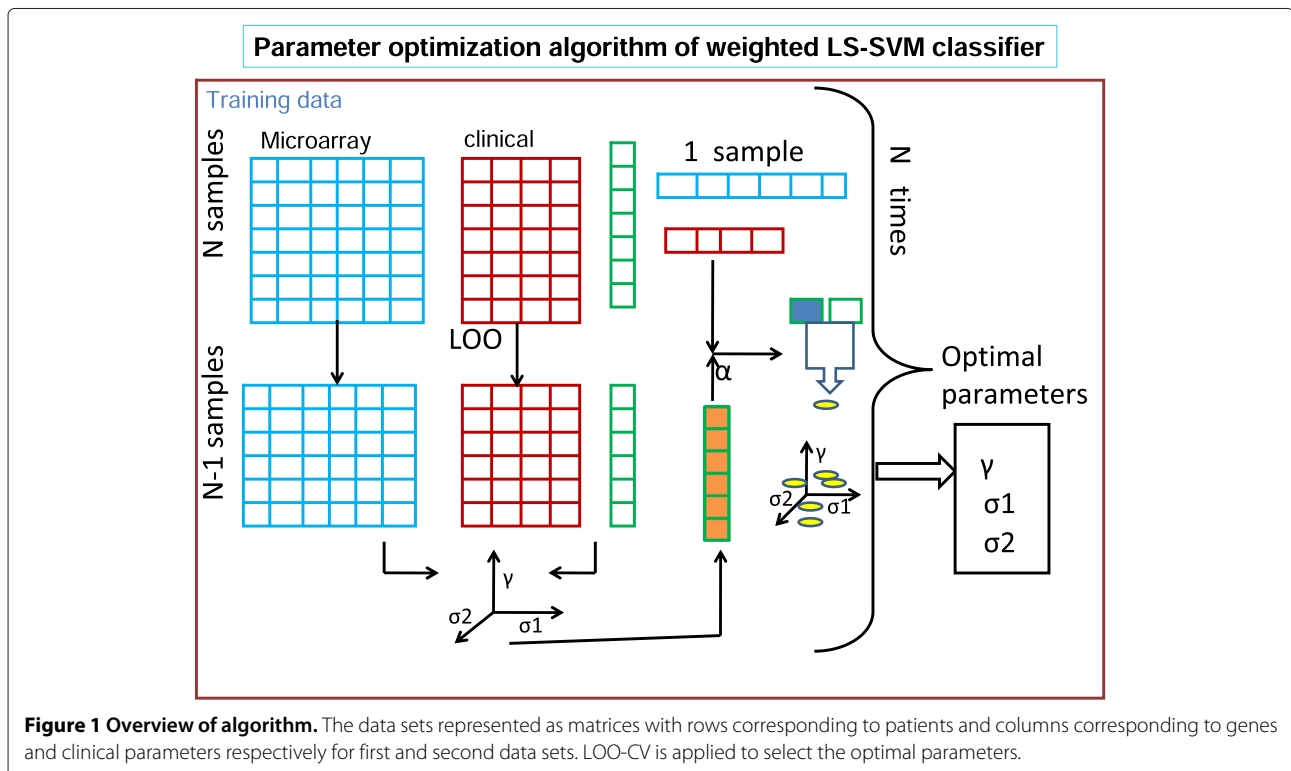 Parameter optimization algorithm of weighted LS-SVM classifier
Training data
N samples
Microarray
clinical
1 sample
N times
LOO
α
N-1 samples
γ
σ2
σ1
γ
σ2
σ1
Optimal
parameters
γ
σ1
σ2
Figure 1 Overview of algorithm. The data sets represented as matrices with rows corresponding to patients and columns corresponding to genes
and clinical parameters respectively for first and second data sets. LOO-CV is applied to select the optimal parameters.